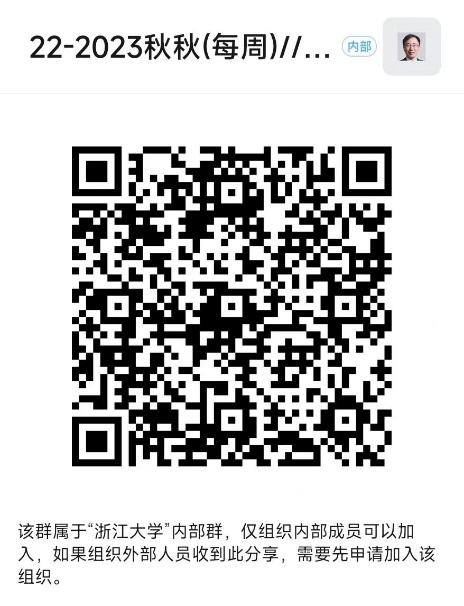 22-2023秋秋(每周)//...
内部
该群属于“浙江大学”内部群，仅组织内部成员可以加
入，如果组织外部人员收到此分享，需要先申请加入该
组织。